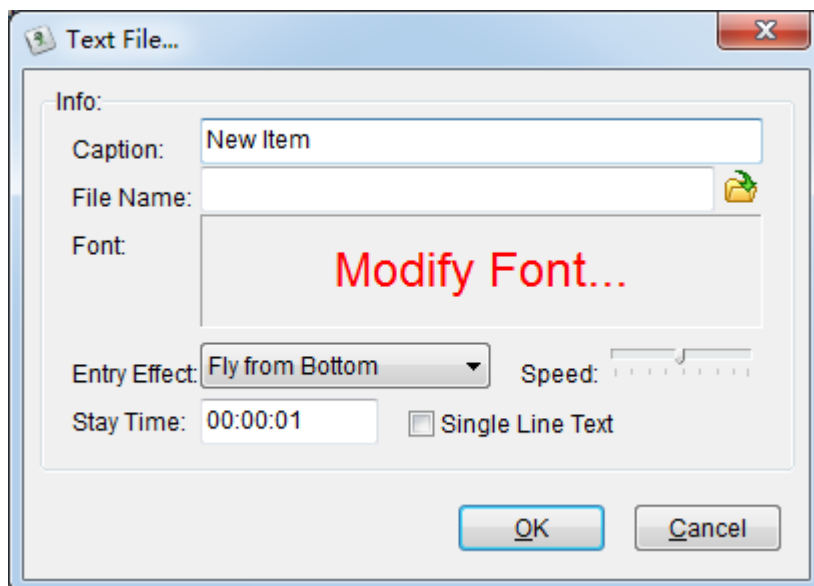 Text File...
Info:
Caption: New Item
File Name:
Font: Modify Font...
Entry Effect: Fly from Bottom Speed:
Stay Time: 00:00:01 Single Line Text
OK Cancel